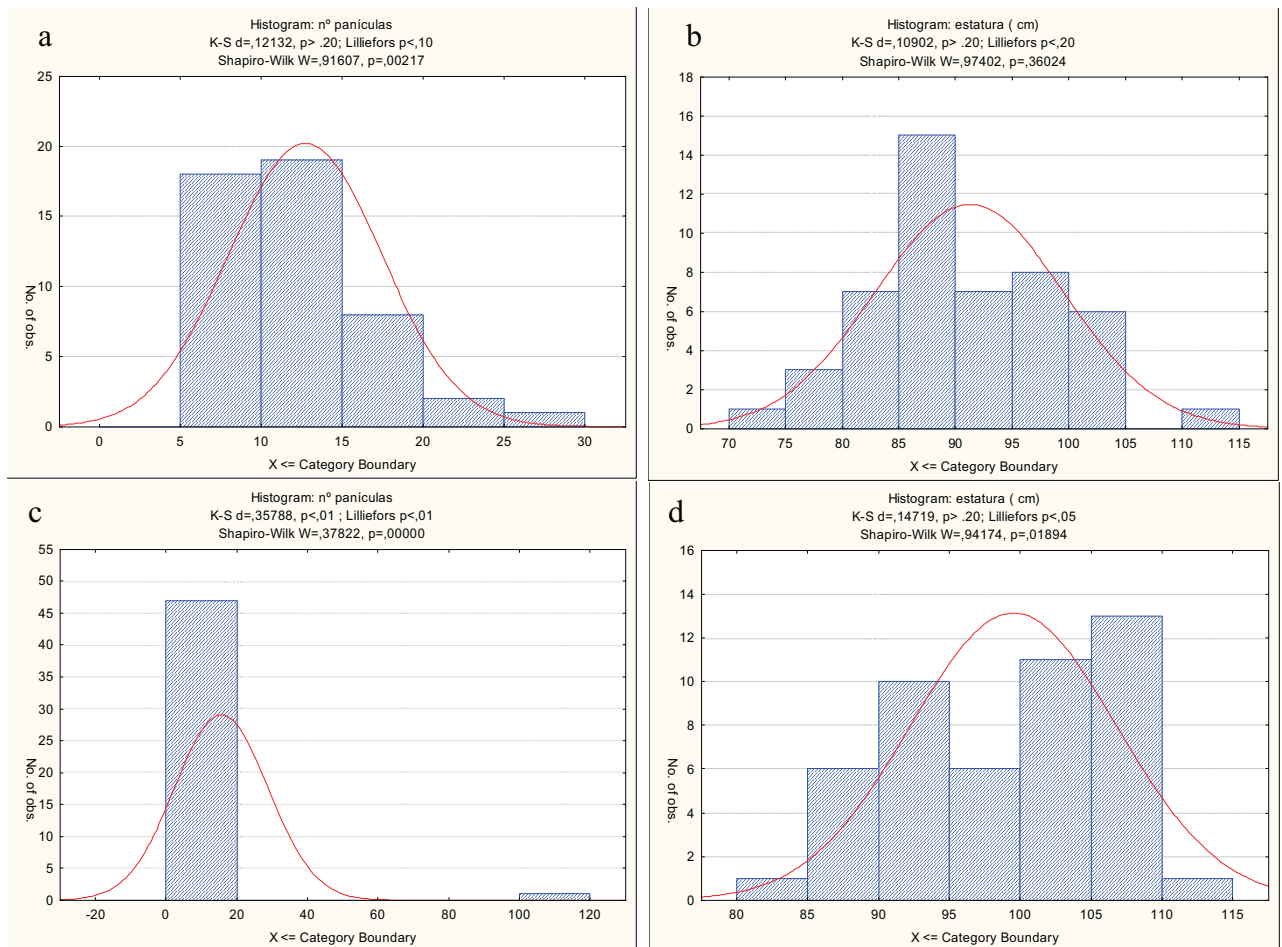 a
Histogram: nº panículas
K-S d=,12132, p> .20; Lilliefors p<,10
Shapiro-Wilk W=,91607, p=,00217
25
20
15
10
5
0
No. of obs.
0 5 10 15 20 25 30
X <= Category Boundary
b
Histogram: estatura ( cm)
K-S d=,10902, p> .20; Lilliefors p<,20
Shapiro-Wilk W=,97402, p=,36024
18
16
14
12
10
8
6
4
2
0
No. of obs.
70 75 80 85 90 95 100 105 110 115
X <= Category Boundary
c
Histogram: nº panículas
K-S d=,35788, p<,01 ; Lilliefors p<,01
Shapiro-Wilk W=,37822, p=,00000
55
50
45
40
35
30
25
20
15
10
5
0
No. of obs.
-20 0 20 40 60 80 100 120
X <= Category Boundary
d
Histogram: estatura ( cm)
K-S d=,14719, p> .20; Lilliefors p<,05
Shapiro-Wilk W=,94174, p=,01894
16
14
12
10
8
6
4
2
0
No. of obs.
80 85 90 95 100 105 110 115
X <= Category Boundary